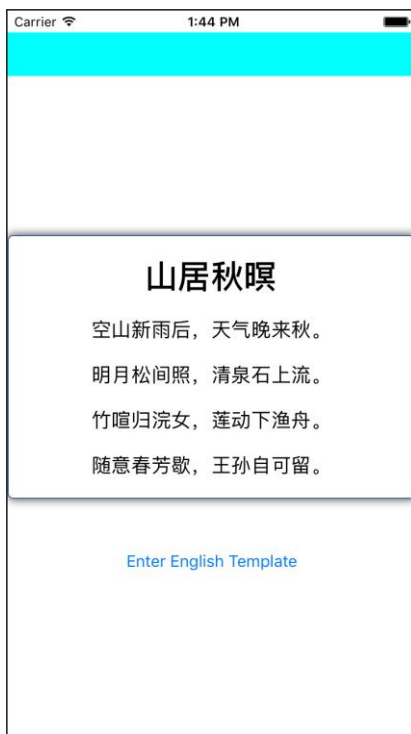 Carrier 1:44 PM
山居秋暝
空山新雨后，天气晚来秋。
明月松间照，清泉石上流。
竹喧归浣女，莲动下渔舟。
随意春芳歇，王孙自可留。
Enter English Template